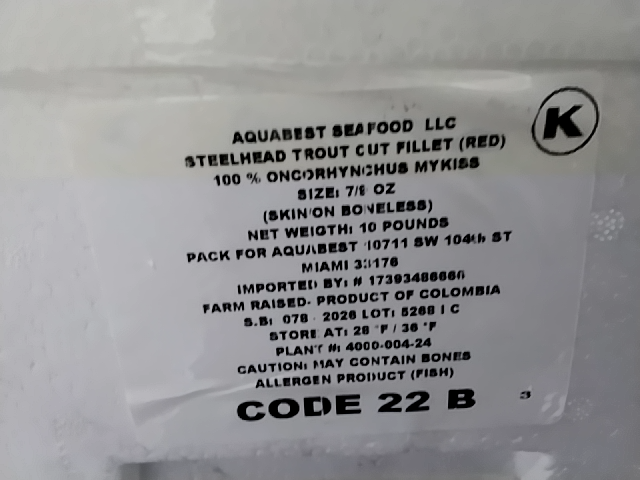 K
AQUABEST SEAFOOD LLC
STEELHEAD TROUT CUT FILLET (RED)
100 % ONCORHYNCHUS MYKISS
SIZE: 7/9 OZ
(SKIN ON BONELESS)
NET WEIGTH: 10 POUNDS
PACK FOR AQUABEST 10711 SW 104th ST
MIAMI 33176
IMPORTED BY: # 17393486666
FARM RAISED- PRODUCT OF COLOMBIA
S.B: 078 - 2026 LOT: 5268 1 C
STORE AT: 28 °F / 36 °F
PLANT #: 4000-004-24
CAUTION: MAY CONTAIN BONES
ALLERGEN PRODUCT (FISH)
CODE 22 B 3